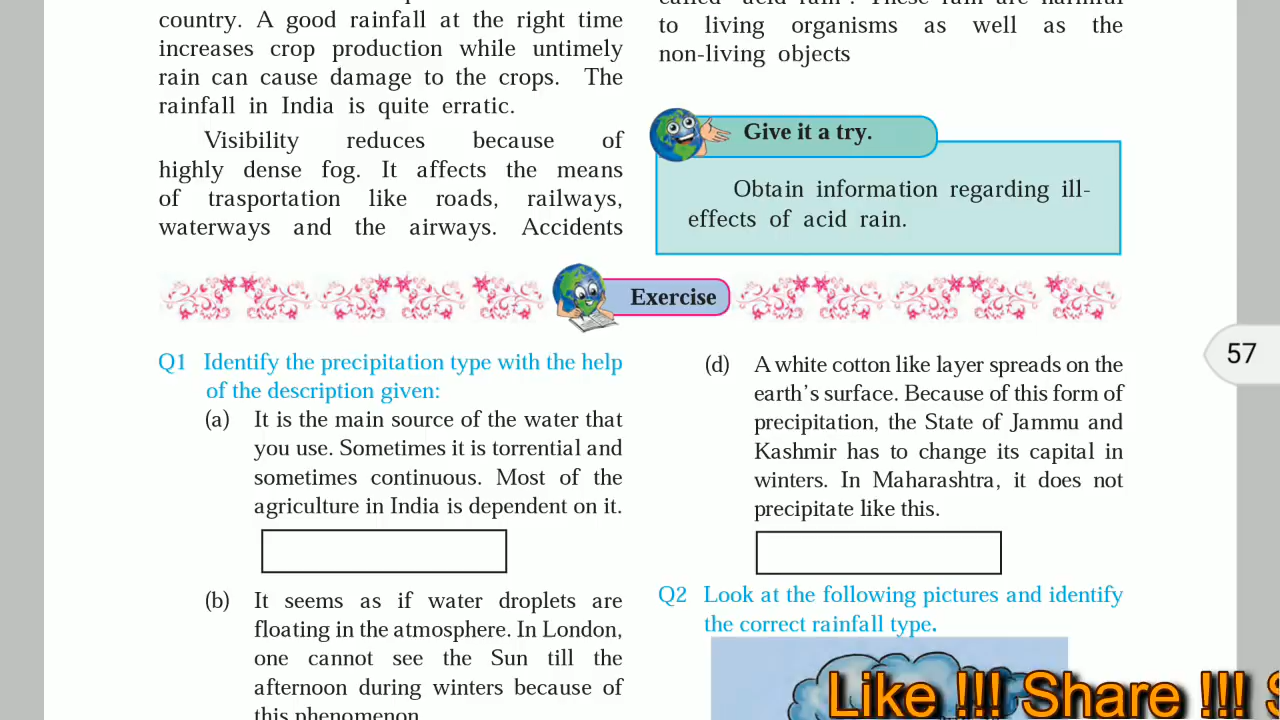 country. A good rainfall at the right time
increases crop production while untimely
rain can cause damage to the crops. The
rainfall in India is quite erratic.
Visibility reduces because of
highly dense fog. It affects the means
of trasportation like roads, railways,
waterways and the airways. Accidents
to living organisms as well as the
non-living objects
Give it a try.
Obtain information regarding ill-
effects of acid rain.
Exercise
Q1 Identify the precipitation type with the help
of the description given:
(a) It is the main source of the water that
you use. Sometimes it is torrential and
sometimes continuous. Most of the
agriculture in India is dependent on it.
(b) It seems as if water droplets are
floating in the atmosphere. In London,
one cannot see the Sun till the
afternoon during winters because of
this phenomenon
(d) A white cotton like layer spreads on the
earth's surface. Because of this form of
precipitation, the State of Jammu and
Kashmir has to change its capital in
winters. In Maharashtra, it does not
precipitate like this.
Q2 Look at the following pictures and identify
the correct rainfall type.
57
Like !!! Share !!!